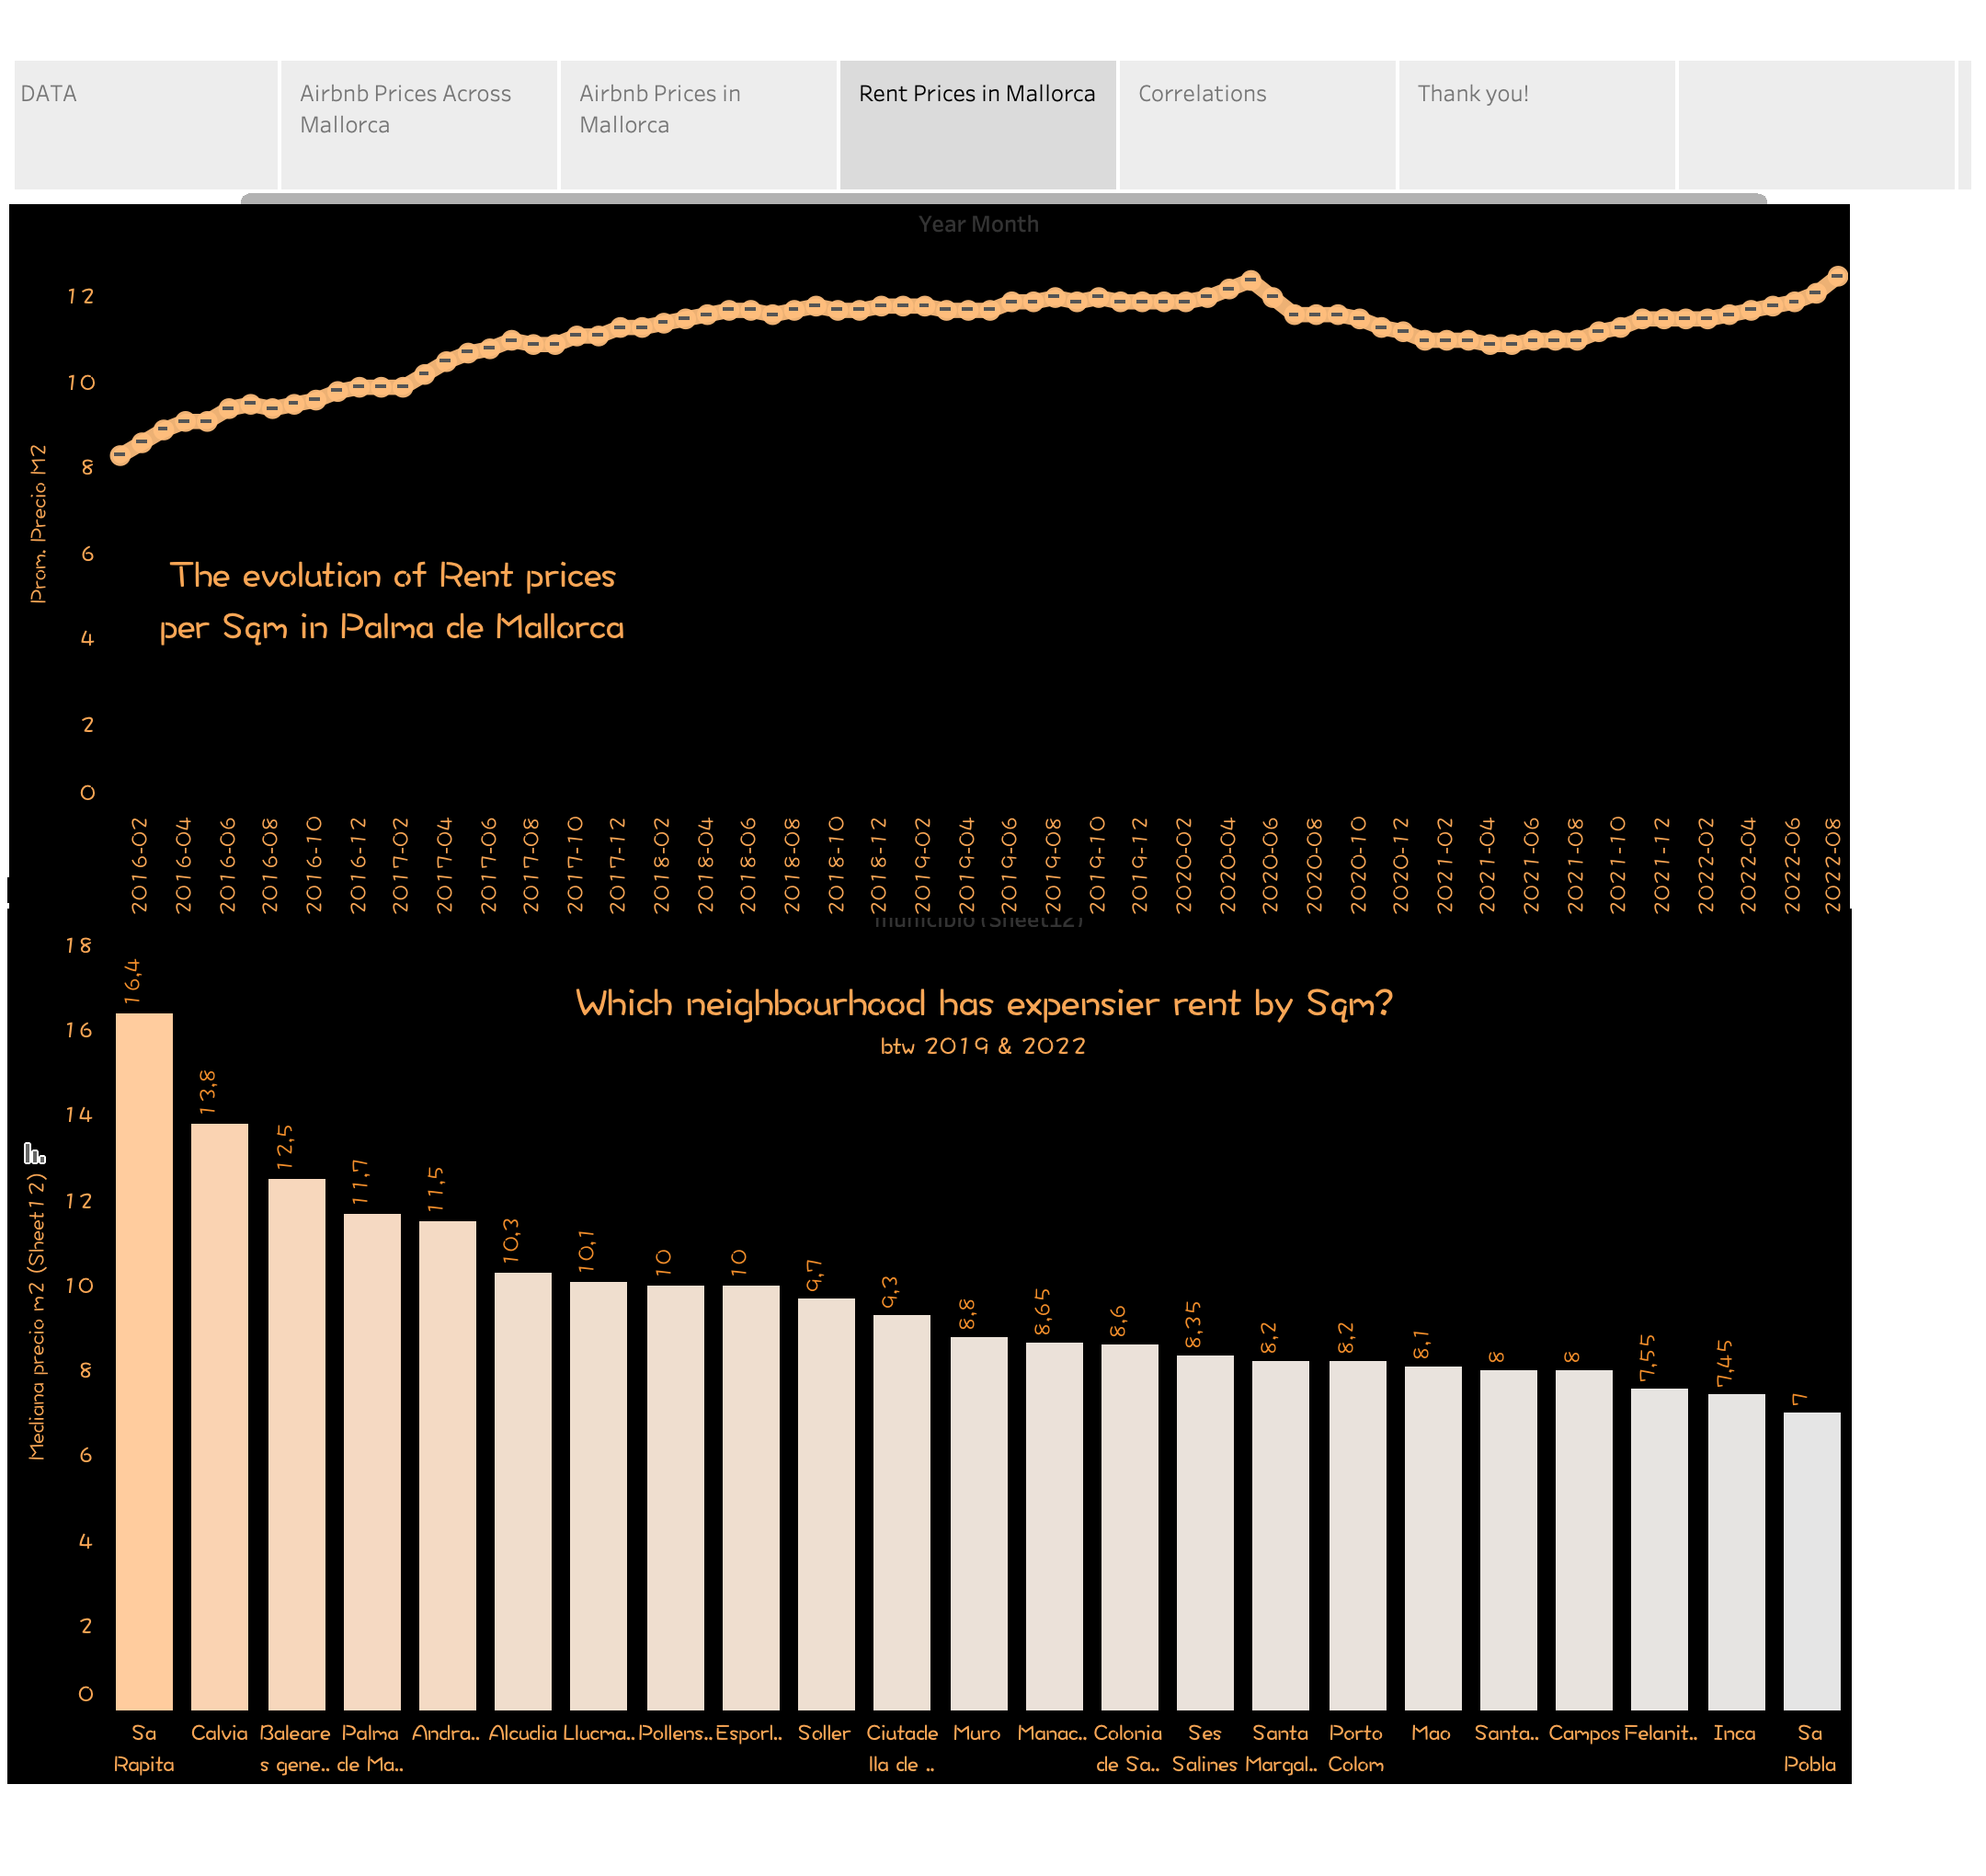 DATA
Airbnb Prices Across
Mallorca
Airbnb Prices in
Mallorca
Rent Prices in Mallorca
Correlations
Thank you!
Year Month
12
10
8
6
4
2
0
Prom. Precio M2
The evolution of Rent prices
per Sqm in Palma de Mallorca
2016-02
2016-04
2016-06
2016-08
2016-10
2016-12
2017-02
2017-04
2017-06
2017-08
2017-10
2017-12
2018-02
2018-04
2018-06
2018-08
2018-10
2018-12
2019-02
2019-04
2019-06
2019-08
2019-10
2019-12
2020-02
2020-04
2020-06
2020-08
2020-10
2020-12
2021-02
2021-04
2021-06
2021-08
2021-10
2021-12
2022-02
2022-04
2022-06
2022-08
municipio (Sheet12)
Which neighbourhood has expensier rent by Sqm?
btw 2019 & 2022
18
16
14
12
10
8
6
4
2
0
Mediana precio m2 (Sheet12)
16,4
13,8
12,5
11,7
11,5
10,3
10,1
10
10
9,7
9,3
8,8
8,65
8,6
8,35
8,2
8,2
8,1
8
8
7,55
7,45
7
Sa
Rapita
Calvia
Baleare
s gene..
Palma
de Ma..
Andra..
Alcudia
Llucma..
Pollens..
Esporl..
Soller
Ciutade
lla de ..
Muro
Manac..
Colonia
de Sa..
Ses
Salines
Santa
Margal..
Porto
Colom
Mao
Santa..
Campos
Felanit..
Inca
Sa
Pobla